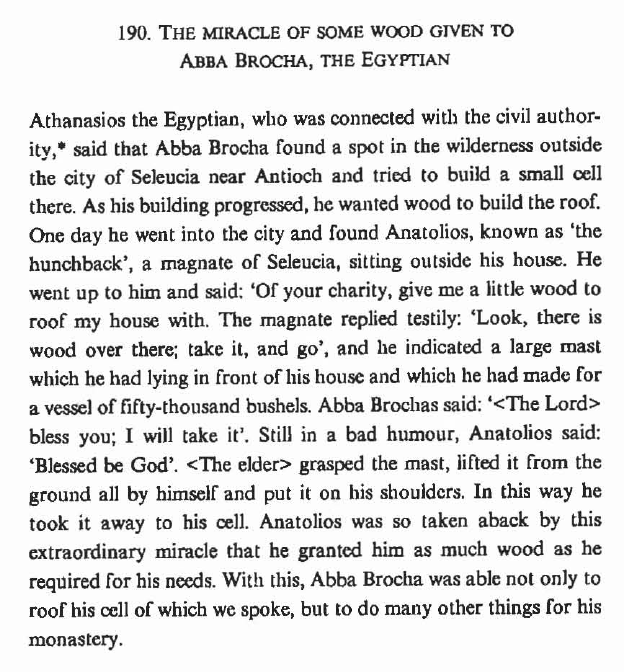 190. THE MIRACLE OF SOME WOOD GIVEN TO
ABBA BROCHA, THE EGYPTIAN
Athanasios the Egyptian, who was connected with the civil author-
ity,* said that Abba Brocha found a spot in the wilderness outside
the city of Seleucia near Antioch and tried to build a small cell
there. As his building progressed, he wanted wood to build the roof.
One day he went into the city and found Anatolios, known as ‘the
hunchback’, a magnate of Seleucia, sitting outside his house. He
went up to him and said: ‘Of your charity, give me a little wood to
roof my house with. The magnate replied testily: ‘Look, there is
wood over there; take it, and go’, and he indicated a large mast
which he had lying in front of his house and which he had made for
a vessel of fifty-thousand bushels. Abba Brochas said: ‘<The Lord>
bless you; I will take it’. Still in a bad humour, Anatolios said:
‘Blessed be God’. <The elder> grasped the mast, lifted it from the
ground all by himself and put it on his shoulders. In this way he
took it away to his cell. Anatolios was so taken aback by this
extraordinary miracle that he granted him as much wood as he
required for his needs. With this, Abba Brocha was able not only to
roof his cell of which we spoke, but to do many other things for his
monastery.